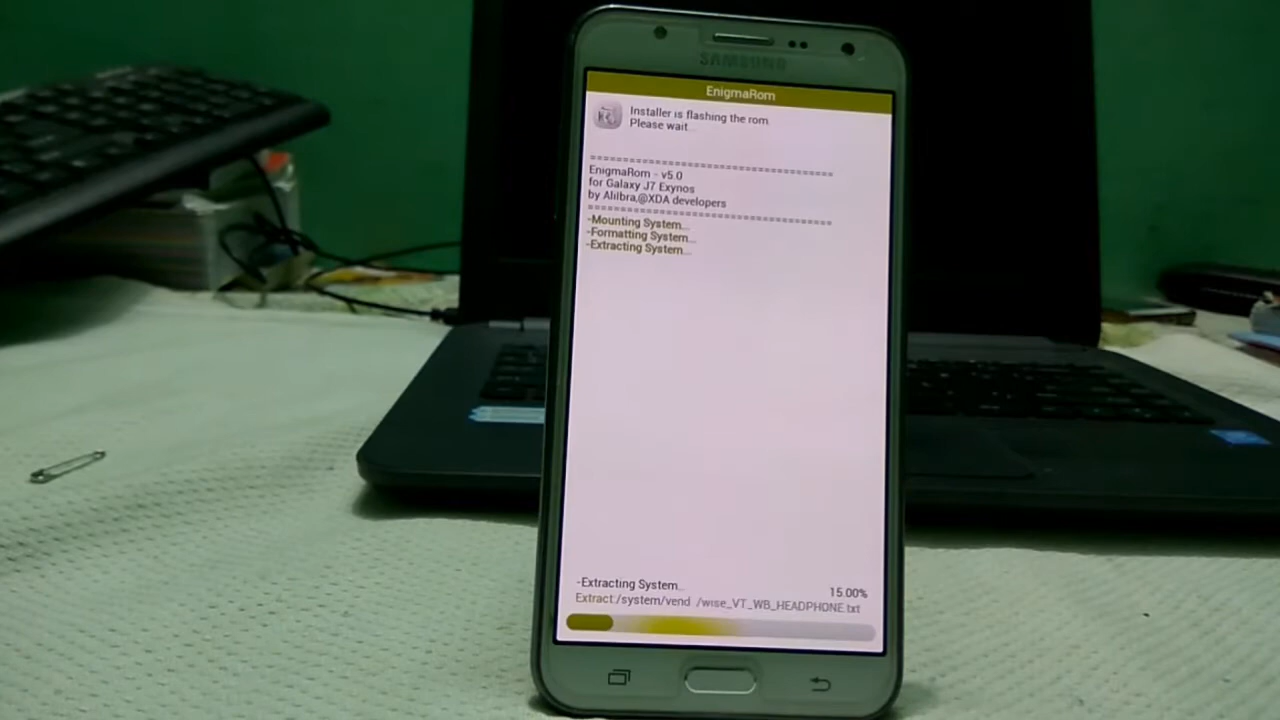 SAMSUNG
EnigmaRom
Installer is flashing the rom.
Please wait...
========================================
EnigmaRom - v5.0
for Galaxy J7 Exynos
by Alilbra,@XDA developers
========================================
-Mounting System...
-Formatting System...
-Extracting System...
-Extracting System...
15.00%
Extract:/system/vend /wise_VT_WB_HEADPHONE.txt